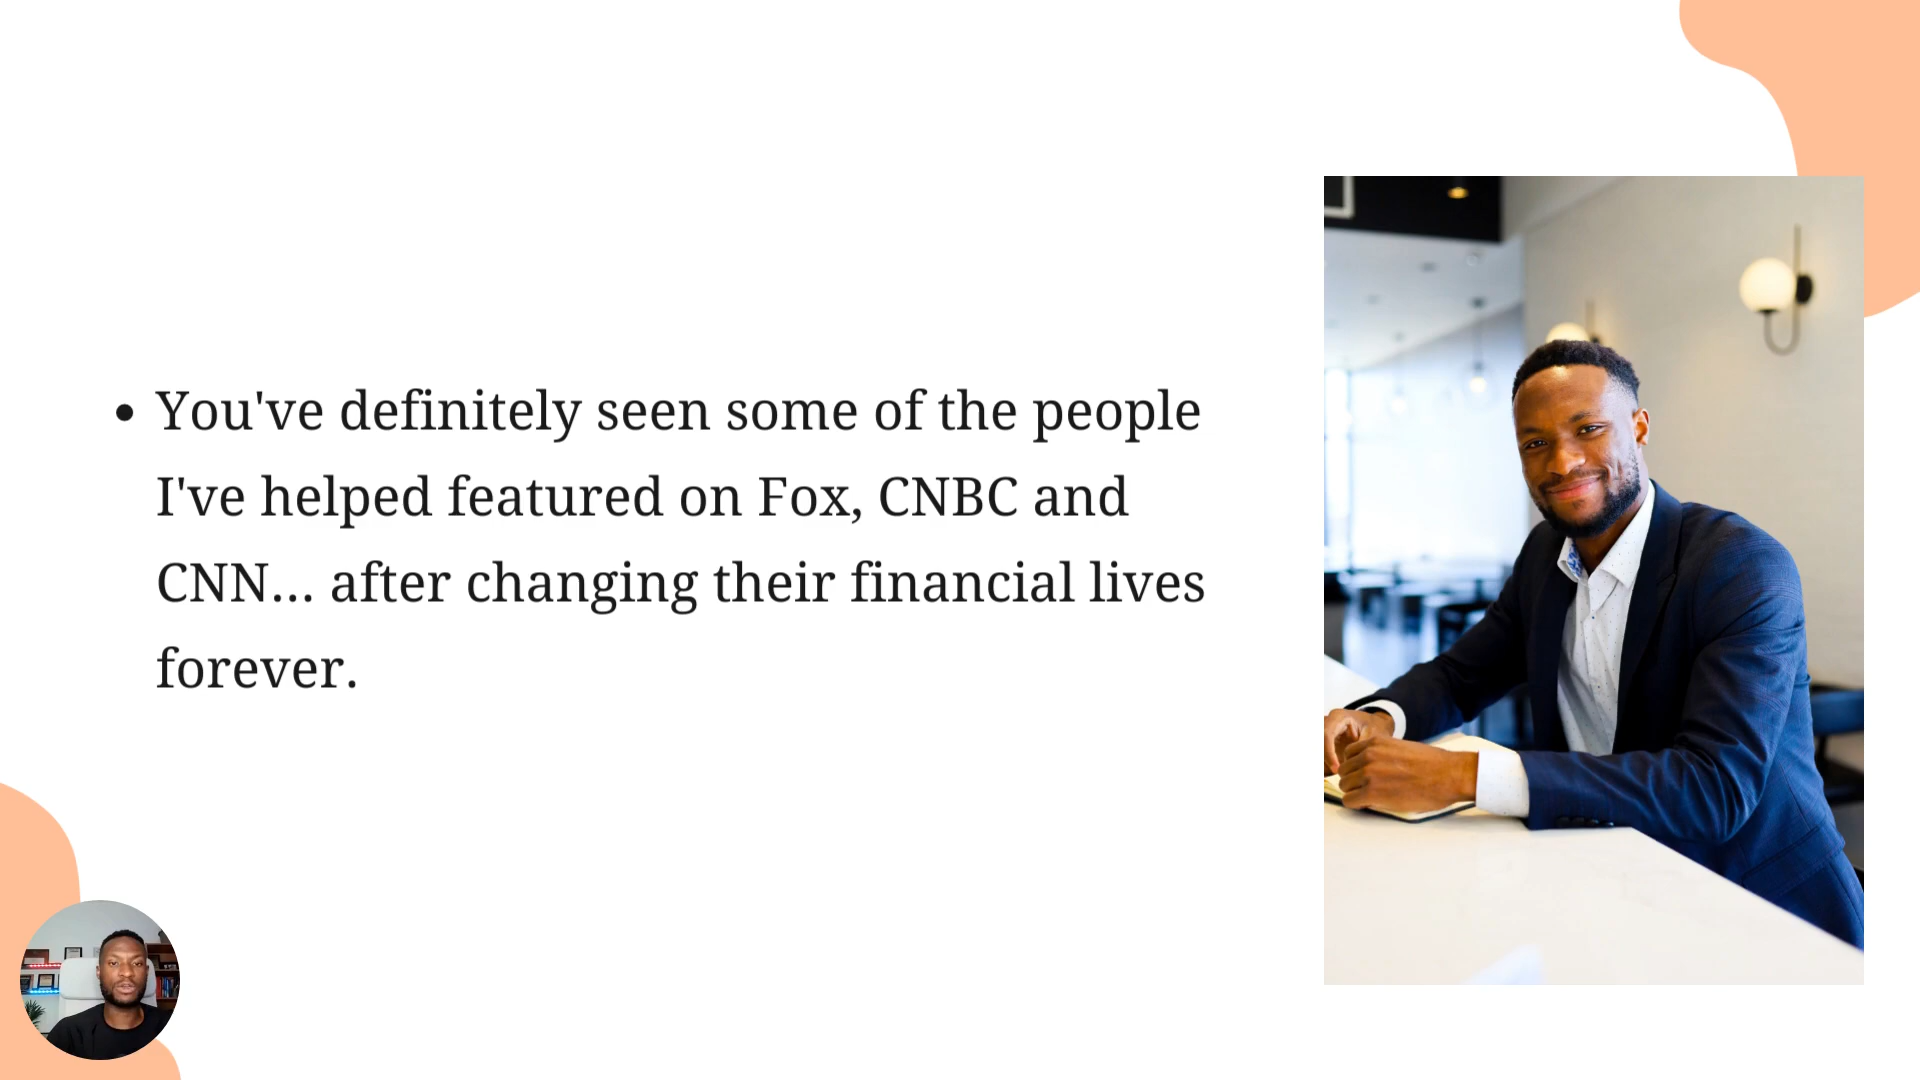 • You've definitely seen some of the people
I've helped featured on Fox, CNBC and
CNN... after changing their financial lives
forever.